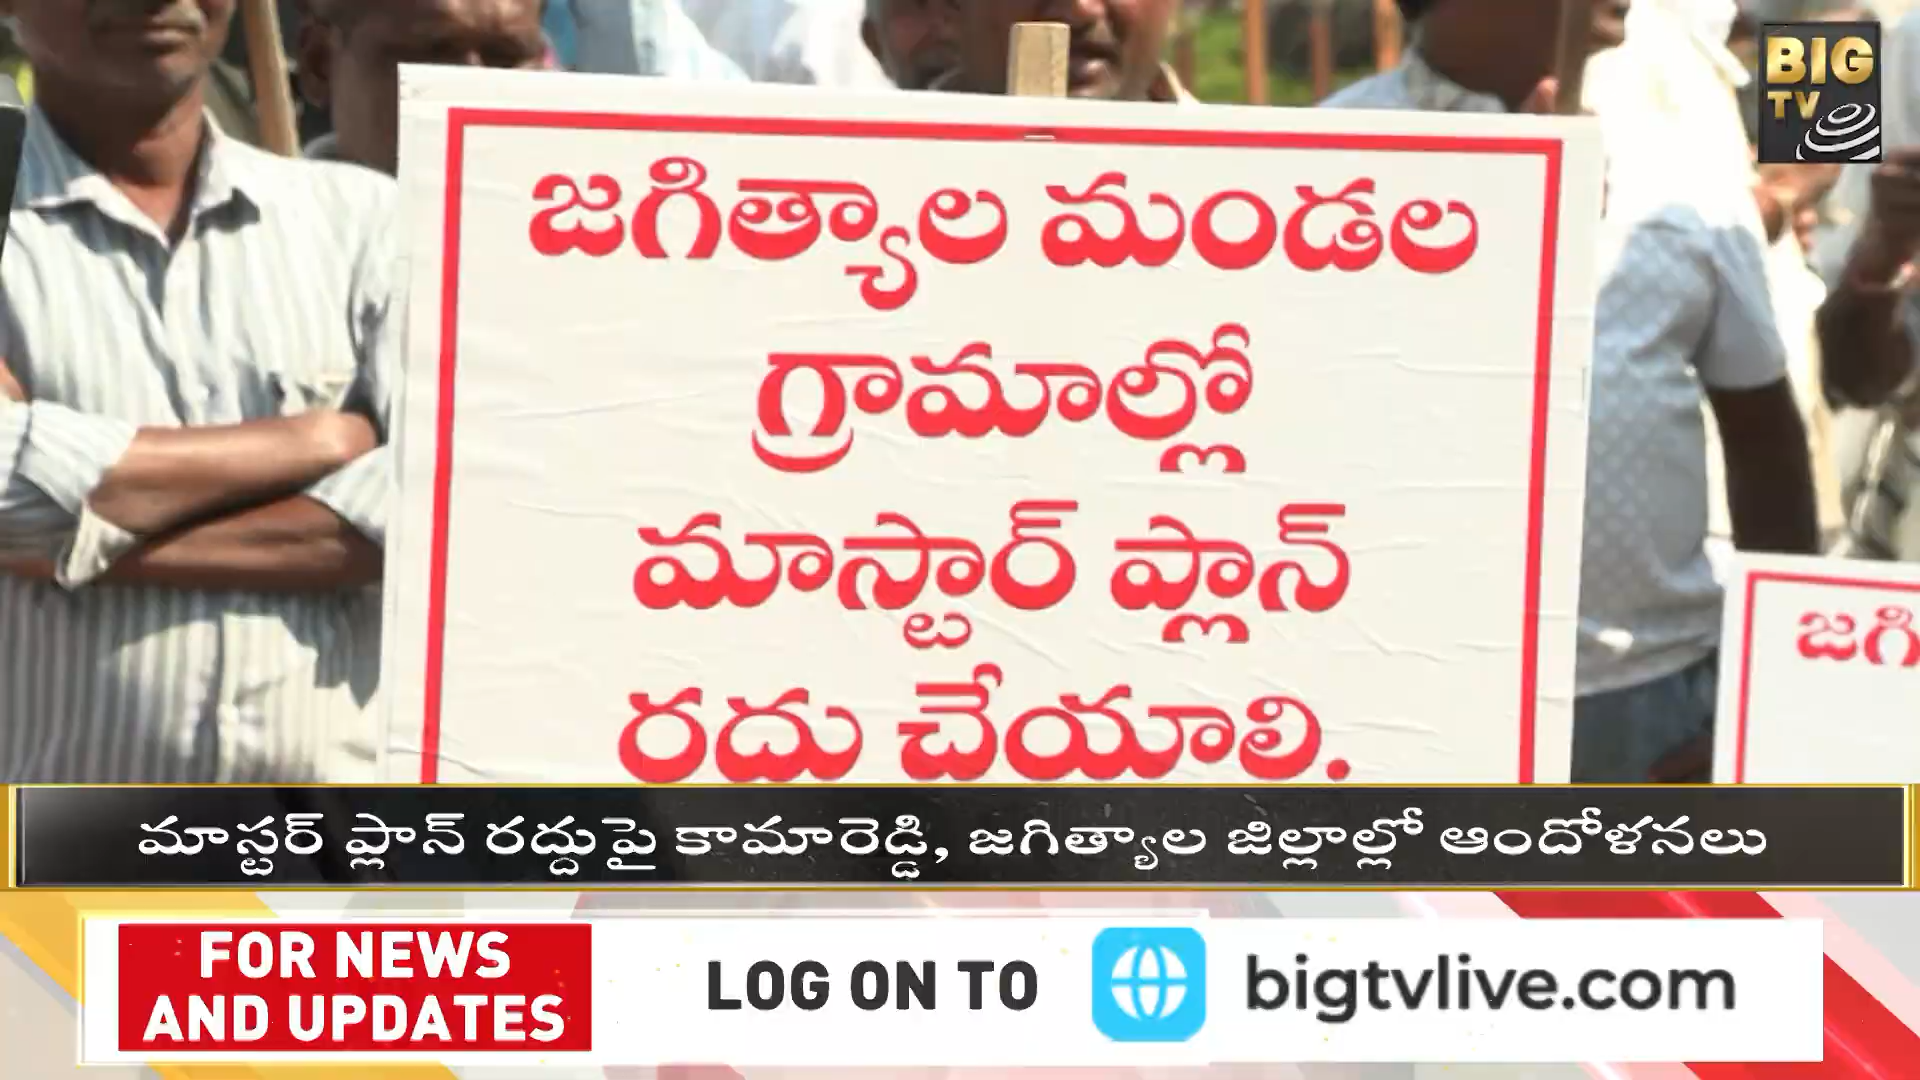 BIG
TV
జగిత్యాల మండల
గ్రామాల్లో
మాస్టార్ ప్లాన్
రదు చేయాలి.
జగి
మాస్టర్ ప్లాన్ రద్దుపై కామారెడ్డి, జగిత్యాల జిల్లాల్లో ఆందోళనలు
FOR NEWS
AND UPDATES
LOG ON TO
bigtvlive.com